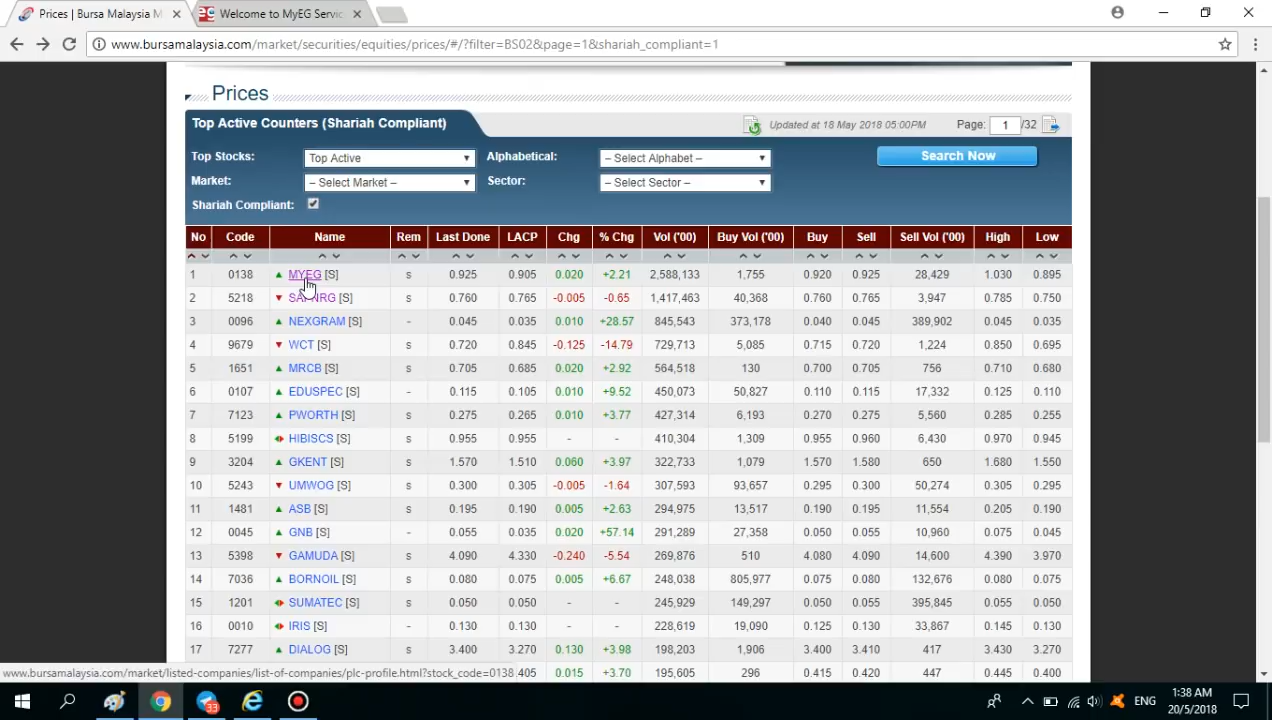 Prices | Bursa Malaysia M
Welcome to MyEG Servic
www.bursamalaysia.com/market/securities/equities/prices/#/?filter=BS02&page=1&shariah_compliant=1
Prices
Top Active Counters (Shariah Compliant)
Updated at 18 May 2018 05:00PM
Page: 1 /32
Top Stocks: Top Active Alphabetical: – Select Alphabet – Search Now
Market: – Select Market – Sector: – Select Sector –
Shariah Compliant:
No Code Name Rem Last Done LACP Chg % Chg Vol ('00) Buy Vol ('00) Buy Sell Sell Vol ('00) High Low
1 0138 MYEG [S] s 0.925 0.905 0.020 +2.21 2,588,133 1,755 0.920 0.925 28,429 1.030 0.895
2 5218 SAPNRG [S] s 0.760 0.765 -0.005 -0.65 1,417,463 40,368 0.760 0.765 3,947 0.785 0.750
3 0096 NEXGRAM [S] - 0.045 0.035 0.010 +28.57 845,543 373,178 0.040 0.045 389,902 0.045 0.035
4 9679 WCT [S] s 0.720 0.845 -0.125 -14.79 729,713 5,085 0.715 0.720 1,224 0.850 0.695
5 1651 MRCB [S] s 0.705 0.685 0.020 +2.92 564,518 130 0.700 0.705 756 0.710 0.680
6 0107 EDUSPEC [S] - 0.115 0.105 0.010 +9.52 450,073 50,827 0.110 0.115 17,332 0.125 0.110
7 7123 PWORTH [S] s 0.275 0.265 0.010 +3.77 427,314 6,193 0.270 0.275 5,560 0.285 0.255
8 5199 HIBISCS [S] s 0.955 0.955 - - 410,304 1,309 0.955 0.960 6,430 0.970 0.945
9 3204 GKENT [S] s 1.570 1.510 0.060 +3.97 322,733 1,079 1.570 1.580 650 1.680 1.550
10 5243 UMWOG [S] s 0.300 0.305 -0.005 -1.64 307,593 93,657 0.295 0.300 50,274 0.305 0.295
11 1481 ASB [S] s 0.195 0.190 0.005 +2.63 294,975 13,517 0.190 0.195 11,554 0.205 0.190
12 0045 GNB [S] - 0.055 0.035 0.020 +57.14 291,289 27,358 0.050 0.055 10,960 0.075 0.045
13 5398 GAMUDA [S] s 4.090 4.330 -0.240 -5.54 269,876 510 4.080 4.090 14,600 4.390 3.970
14 7036 BORNOIL [S] s 0.080 0.075 0.005 +6.67 248,038 805,977 0.075 0.080 132,676 0.080 0.075
15 1201 SUMATEC [S] s 0.050 0.050 - - 245,929 149,297 0.050 0.055 395,845 0.055 0.050
16 0010 IRIS [S] - 0.130 0.130 - - 228,619 19,090 0.125 0.130 33,867 0.145 0.130
17 7277 DIALOG [S] s 3.400 3.270 0.130 +3.98 198,203 1,906 3.400 3.410 417 3.430 3.270
www.bursamalaysia.com/market/listed-companies/list-of-companies/plc-profile.html?stock_code=0138 405 0.015 +3.70 195,605 296 0.415 0.420 447 0.440 0.400
33
ENG
1:38 AM
20/5/2018